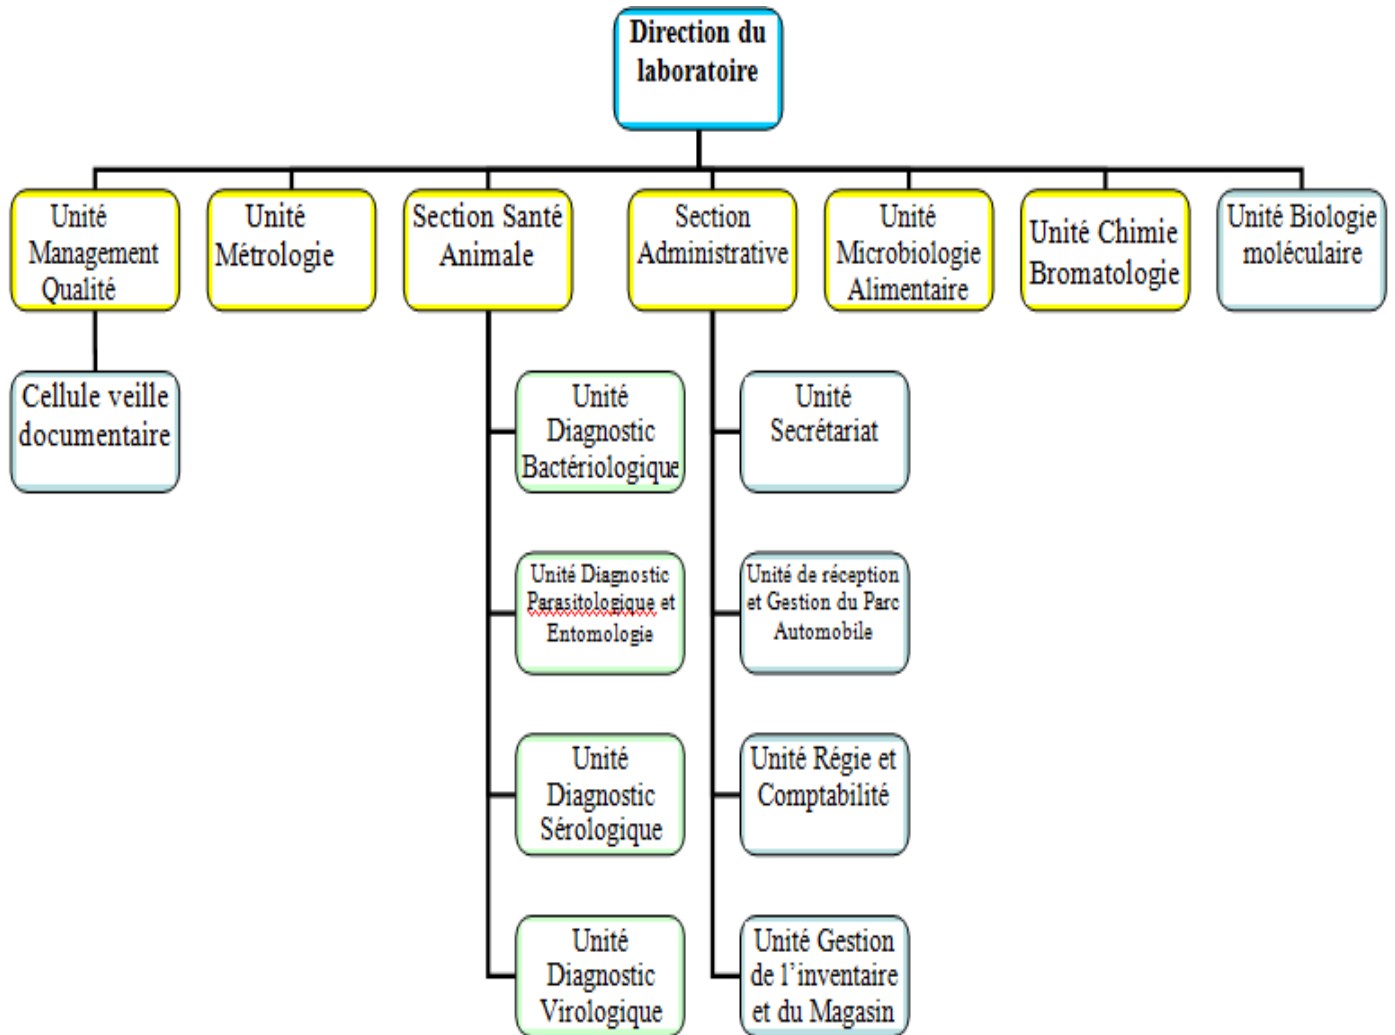 Direction du
laboratoire
Unité
Management
Qualité
Unité
Métrologie
Section Santé
Animale
Section
Administrative
Unité
Microbiologie
Alimentaire
Unité Chimie
Bromatologie
Unité Biologie
moléculaire
Cellule veille
documentaire
Unité
Diagnostic
Bactériologique
Unité Diagnostic
Parasitologique et
Entomologie
Unité
Diagnostic
Sérologique
Unité
Diagnostic
Virologique
Unité
Secrétariat
Unité de réception
et Gestion du Parc
Automobile
Unité Régie et
Comptabilité
Unité Gestion
de l’inventaire
et du Magasin